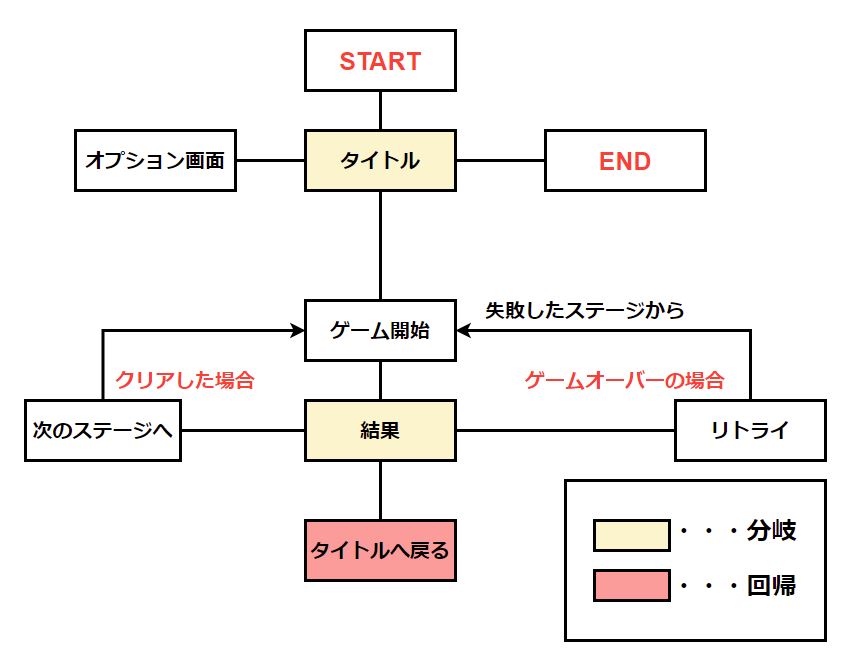 START
オプション画面
タイトル
END
失敗したステージから
ゲーム開始
クリアした場合
ゲームオーバーの場合
次のステージへ
結果
リトライ
タイトルへ戻る
・・・分岐
・・・回帰